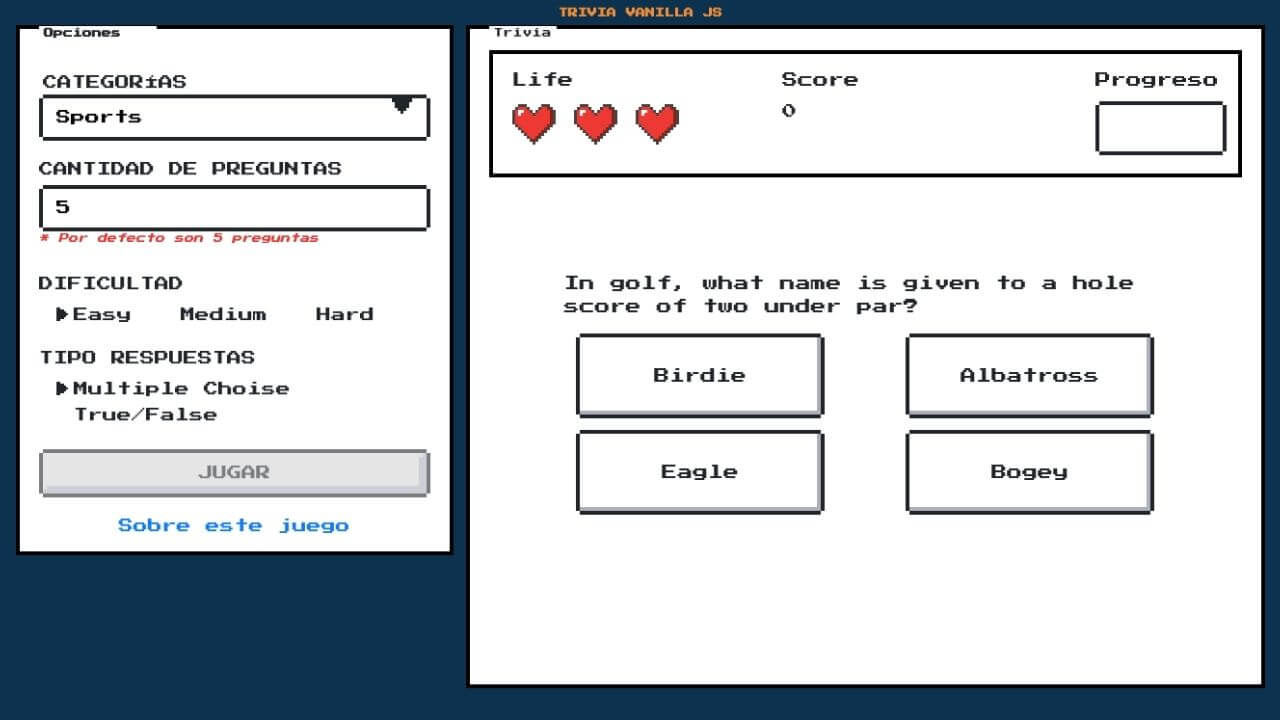 TRIVIA VANILLA JS
Opciones
CATEGORíAS
Sports
CANTIDAD DE PREGUNTAS
5
* Por defecto son 5 preguntas
DIFICULTAD
Easy Medium Hard
TIPO RESPUESTAS
Multiple Choise
True/False
JUGAR
Sobre este juego
Trivia
Life Score Progreso
0
In golf, what name is given to a hole
score of two under par?
Birdie Albatross
Eagle Bogey